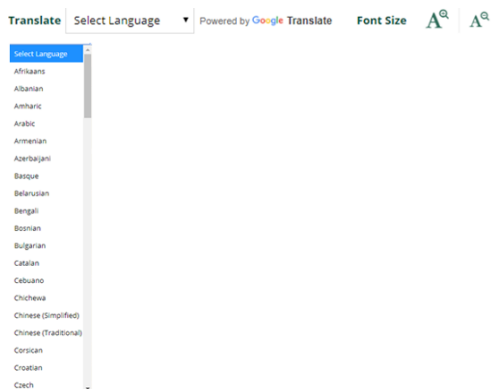 Translate Select Language Powered by Google Translate Font Size A A
Select Language
Afrikaans
Albanian
Amharic
Arabic
Armenian
Azerbaijani
Basque
Belarusian
Bengali
Bosnian
Bulgarian
Catalan
Cebuano
Chichewa
Chinese (Simplified)
Chinese (Traditional)
Corsican
Croatian
Czech